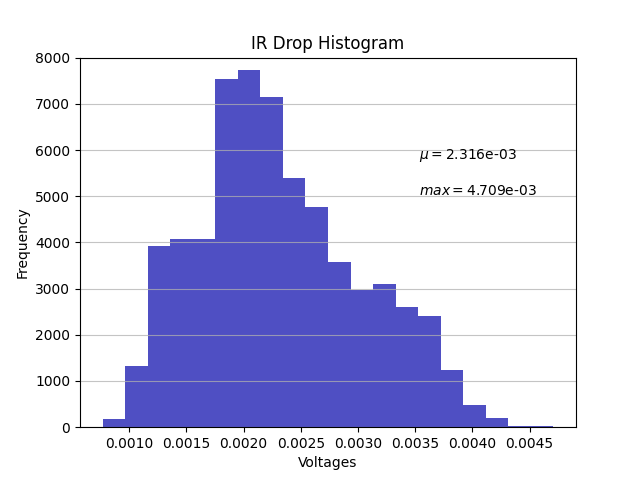 IR Drop Histogram
8000
7000
6000
5000
4000
3000
2000
1000
0
Frequency
μ = 2.316e-03
max = 4.709e-03
0.0010 0.0015 0.0020 0.0025 0.0030 0.0035 0.0040 0.0045
Voltages